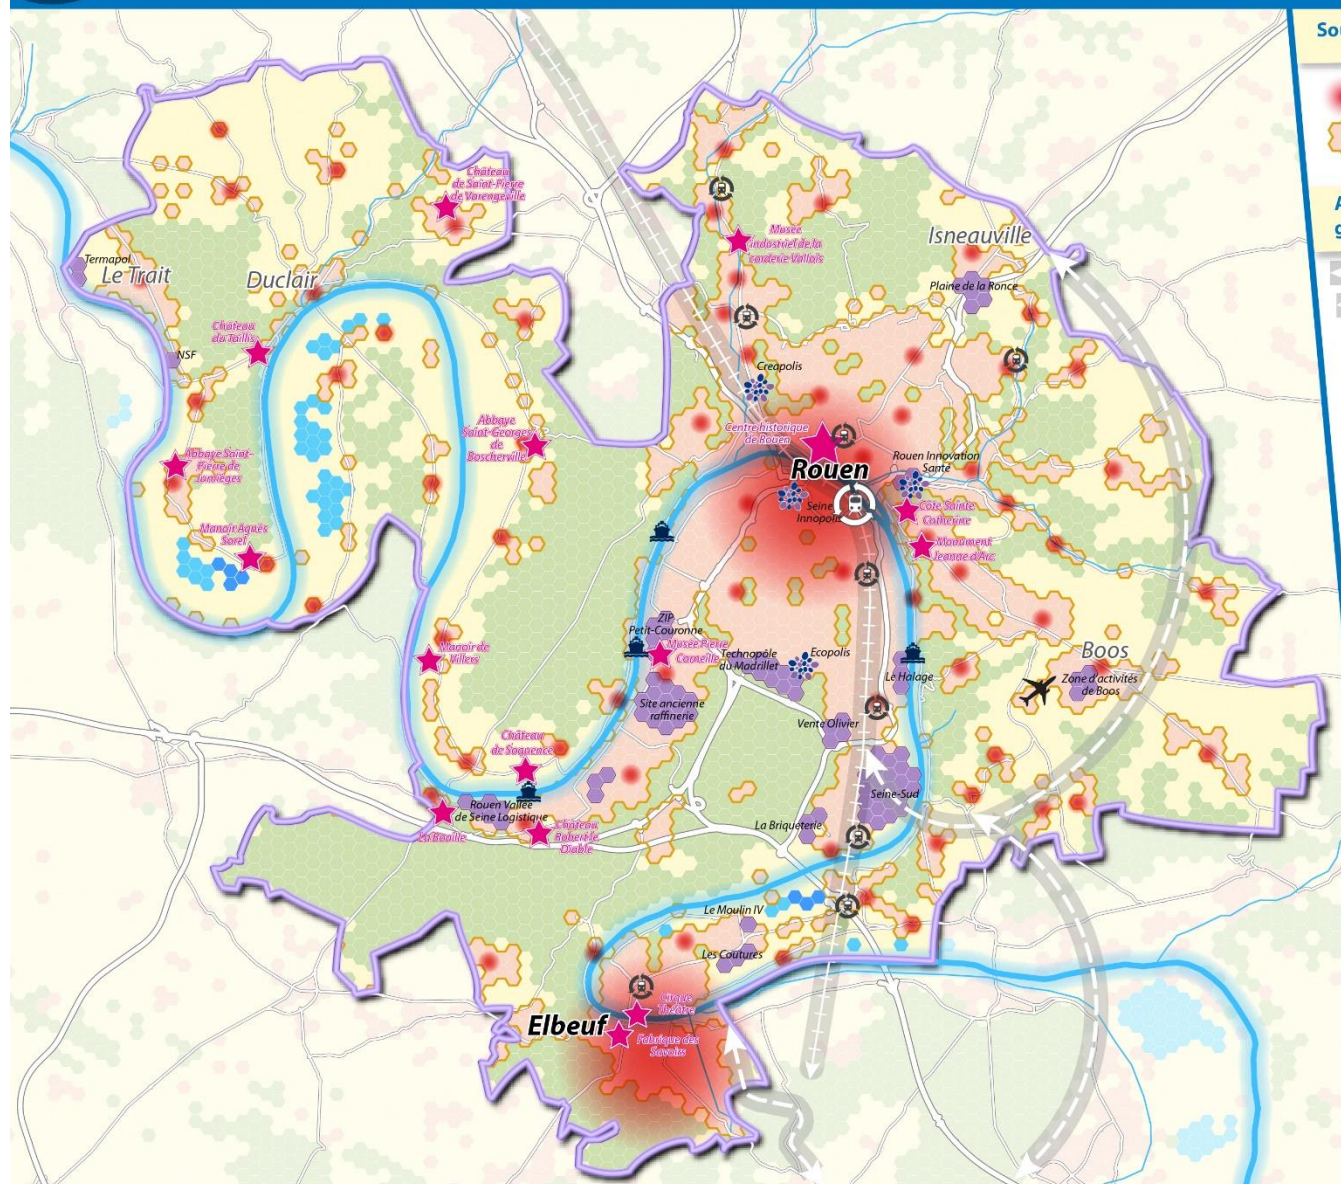 Sou
A
g
Château
de Saint-Pierre
de Varengeville
Musée
industriel de la
corderie Vallois
Isneauville
Termapol
Le Trait
Duclair
Plaine de la Ronce
Château
du Taillis
NSF
Creapolis
Abbaye
Saint-Georges
de
Boscherville
Centre historique
de Rouen
Rouen
Rouen Innovation
Santé
Abbaye Saint-
Pierre de
Jumièges
Seine
Innopolis
Côte Sainte
Catherine
Manoir Agnès
Sorel
Monument
Jeanne d'Arc
ZIP
Petit-Couronne
Musée Pierre
Corneille
Manoir de
Villers
Technopôle
du Madrillet
Ecopolis
Boos
Le Halage
Zone d'activités
de Boos
Site ancienne
raffinerie
Vente Olivier
Château
de Soquence
Seine-Sud
Rouen Vallée
de Seine Logistique
La Bouille
Château
Robert le
Diable
La Briqueterie
Le Moulin IV
Les Coutures
Cirque
Théâtre
Elbeuf
Fabrique des
Savoirs